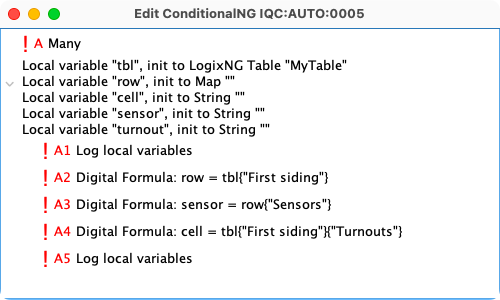 Edit ConditionalNG IQC:AUTO:0005
! A Many
Local variable "tbl", init to LogixNG Table "MyTable"
Local variable "row", init to Map ""
Local variable "cell", init to String ""
Local variable "sensor", init to String ""
Local variable "turnout", init to String ""
! A1 Log local variables
! A2 Digital Formula: row = tbl{"First siding"}
! A3 Digital Formula: sensor = row{"Sensors"}
! A4 Digital Formula: cell = tbl{"First siding"}{"Turnouts"}
! A5 Log local variables